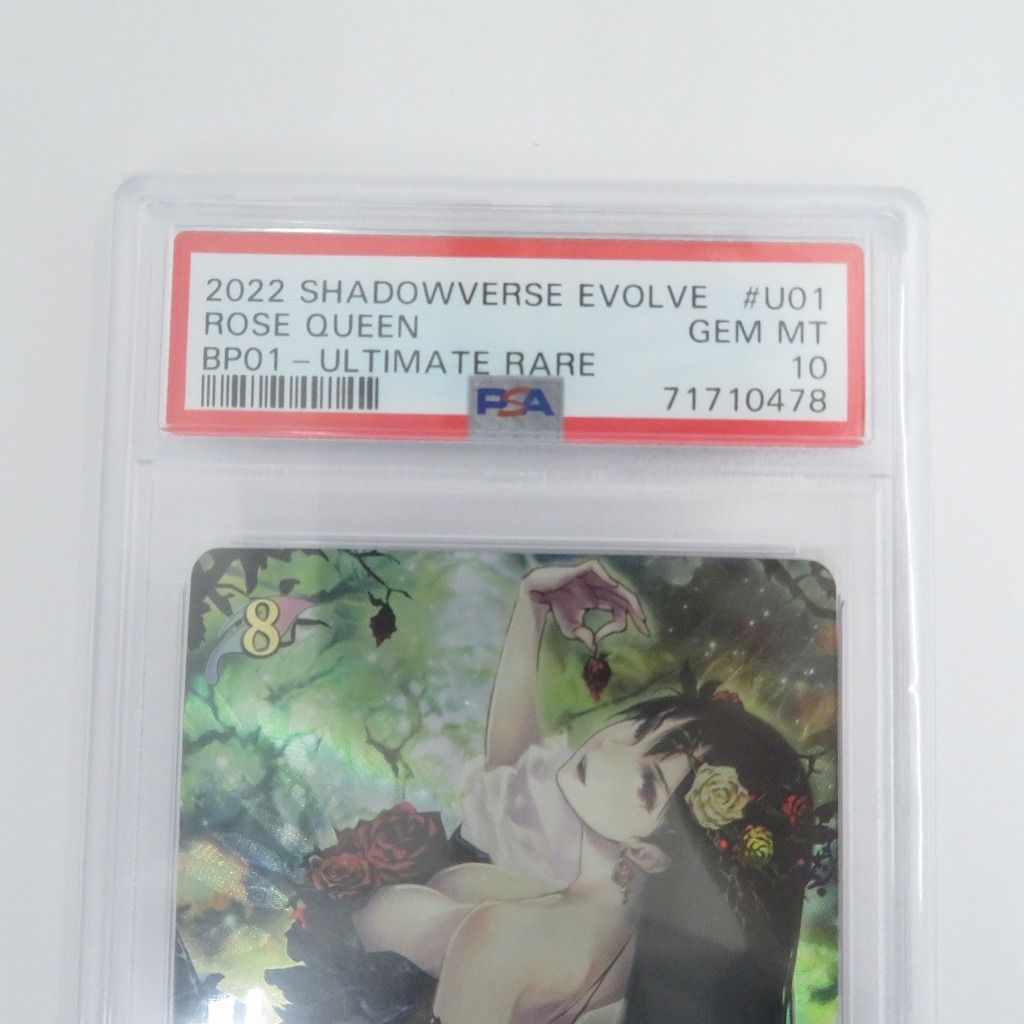 2022 SHADOWVERSE EVOLVE #U01
ROSE QUEEN GEM MT
BP01 - ULTIMATE RARE 10
PSA 71710478
8